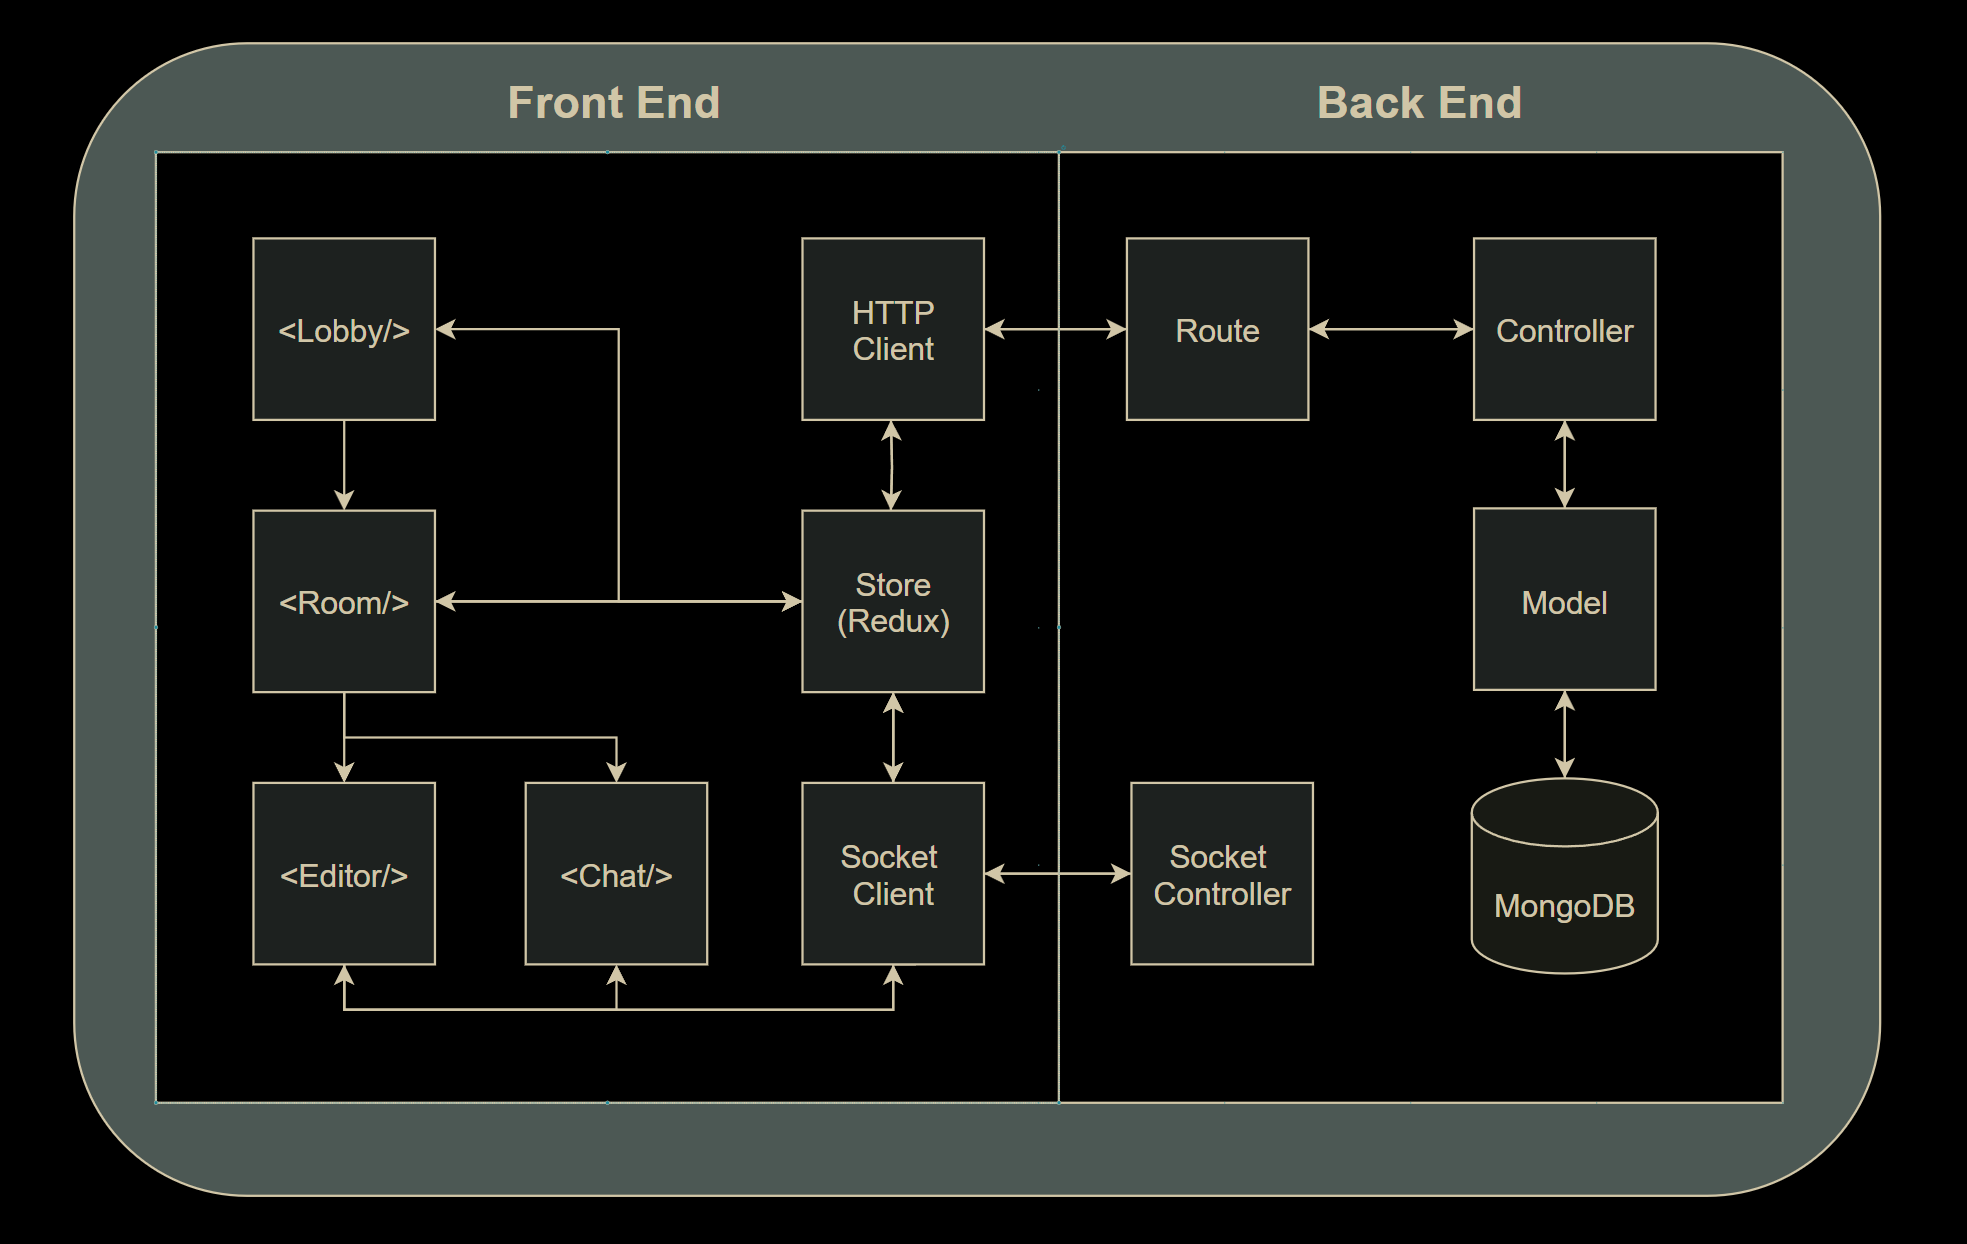 Front End
Back End
<Lobby/>
HTTP
Client
Route
Controller
<Room/>
Store
(Redux)
Model
<Editor/>
<Chat/>
Socket
Client
Socket
Controller
MongoDB